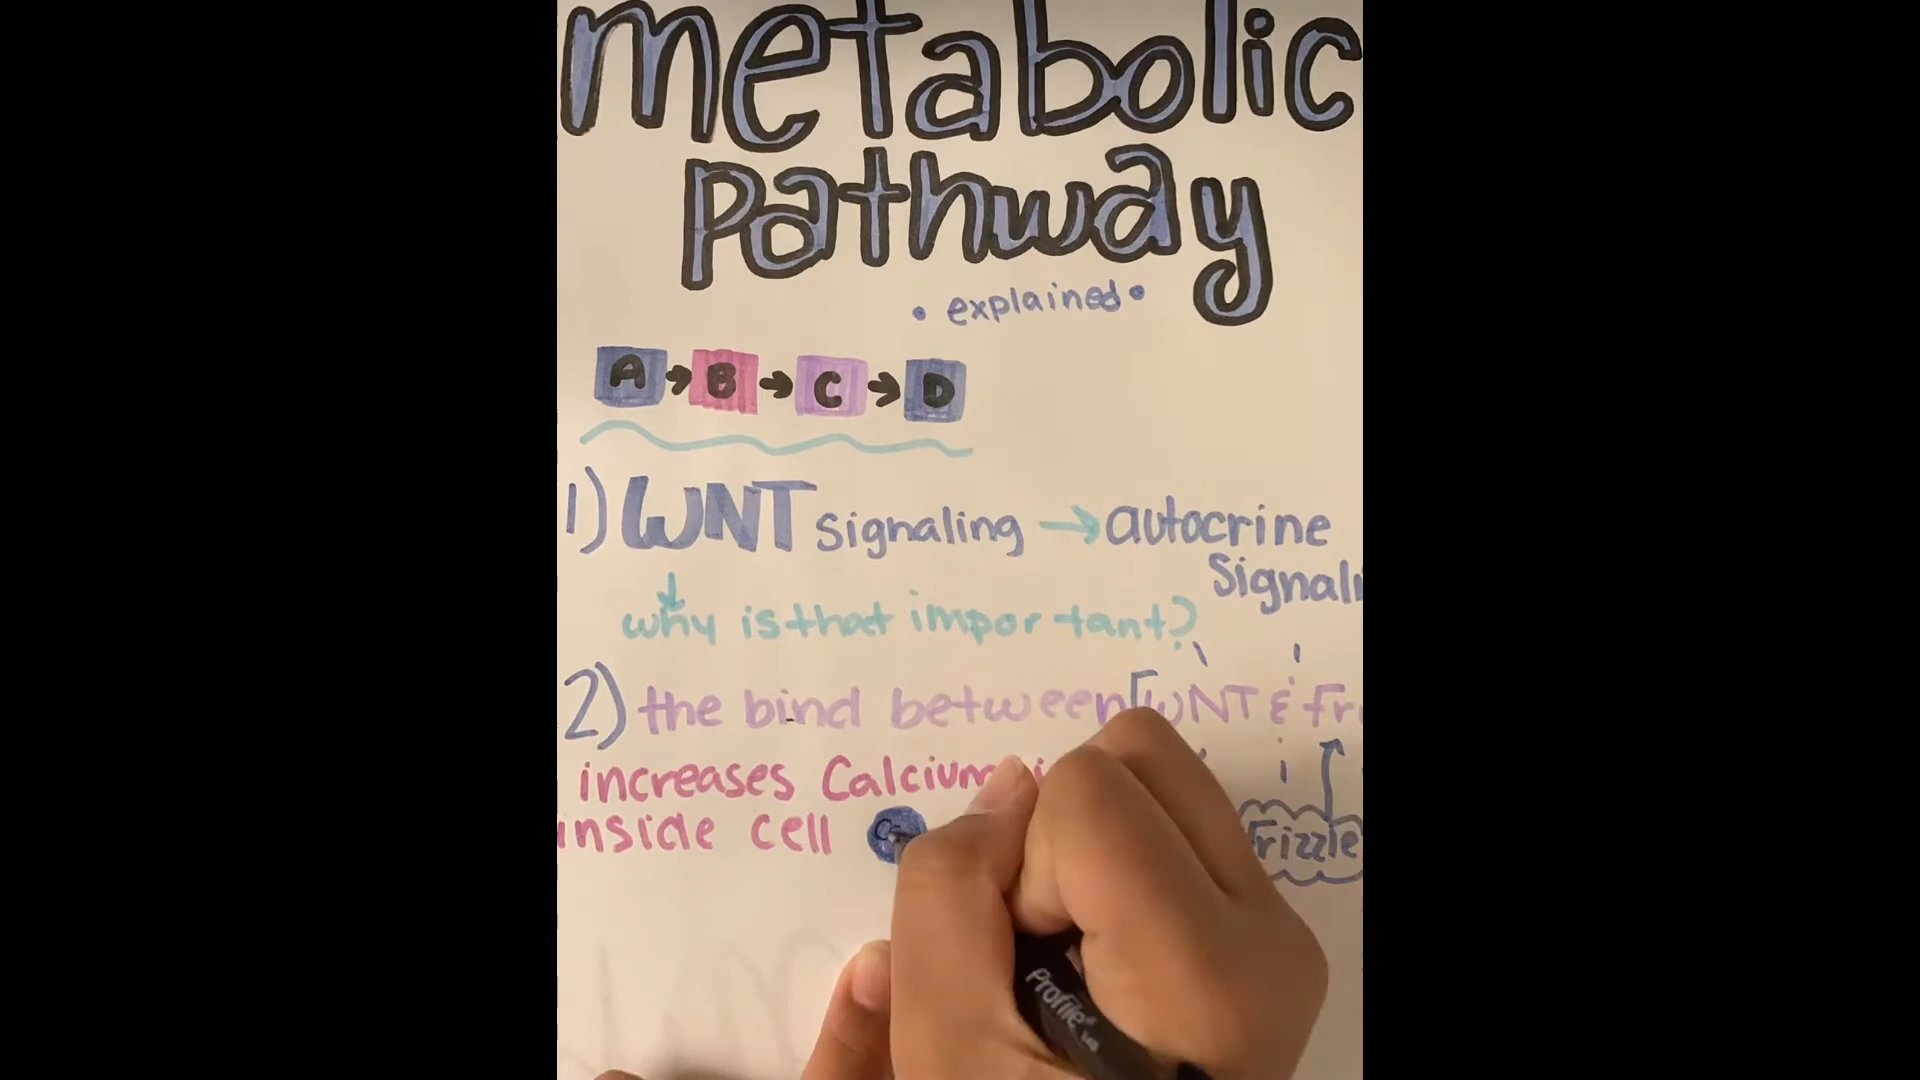 metabolic
pathway
• explained •
A → B → C → D
1) WNT signaling → autocrine
Signali
why is that important?
2) the bind between [WNT & Fr
increases Calcium
inside cell
Frizzle
Profile